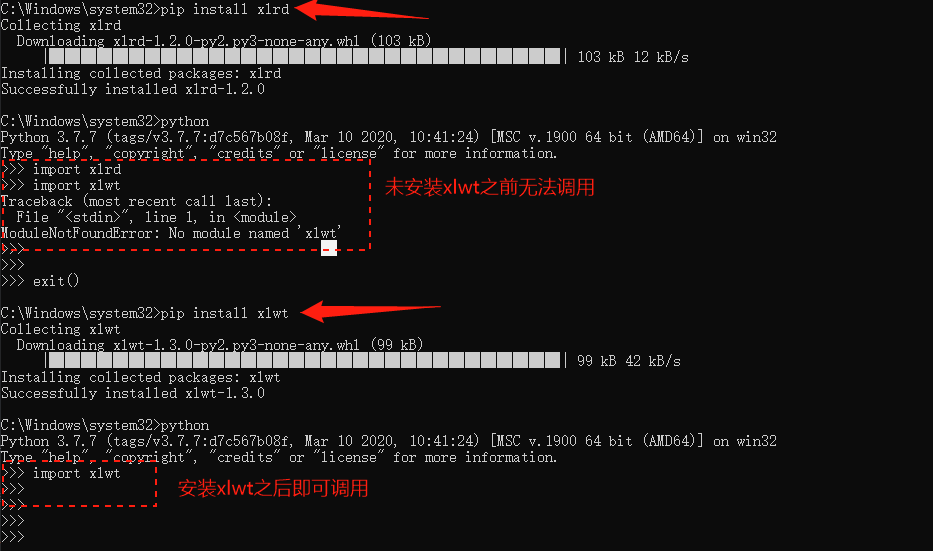 C:\Windows\system32>pip install xlrd
Collecting xlrd
  Downloading xlrd-1.2.0-py2.py3-none-any.whl (103 kB)
     |████████████████████████████████| 103 kB 12 kB/s
Installing collected packages: xlrd
Successfully installed xlrd-1.2.0
C:\Windows\system32>python
Python 3.7.7 (tags/v3.7.7:d7c567b08f, Mar 10 2020, 10:41:24) [MSC v.1900 64 bit (AMD64)] on win32
Type "help", "copyright", "credits" or "license" for more information.
>>> import xlrd
>>> import xlwt
未安装xlwt之前无法调用
Traceback (most recent call last):
  File "<stdin>", line 1, in <module>
ModuleNotFoundError: No module named 'xlwt'
>>>
>>>
>>> exit()
C:\Windows\system32>pip install xlwt
Collecting xlwt
  Downloading xlwt-1.3.0-py2.py3-none-any.whl (99 kB)
     |████████████████████████████████| 99 kB 42 kB/s
Installing collected packages: xlwt
Successfully installed xlwt-1.3.0
C:\Windows\system32>python
Python 3.7.7 (tags/v3.7.7:d7c567b08f, Mar 10 2020, 10:41:24) [MSC v.1900 64 bit (AMD64)] on win32
Type "help", "copyright", "credits" or "license" for more information.
>>> import xlwt
>>>
安装xlwt之后即可调用
>>>
>>>
>>>